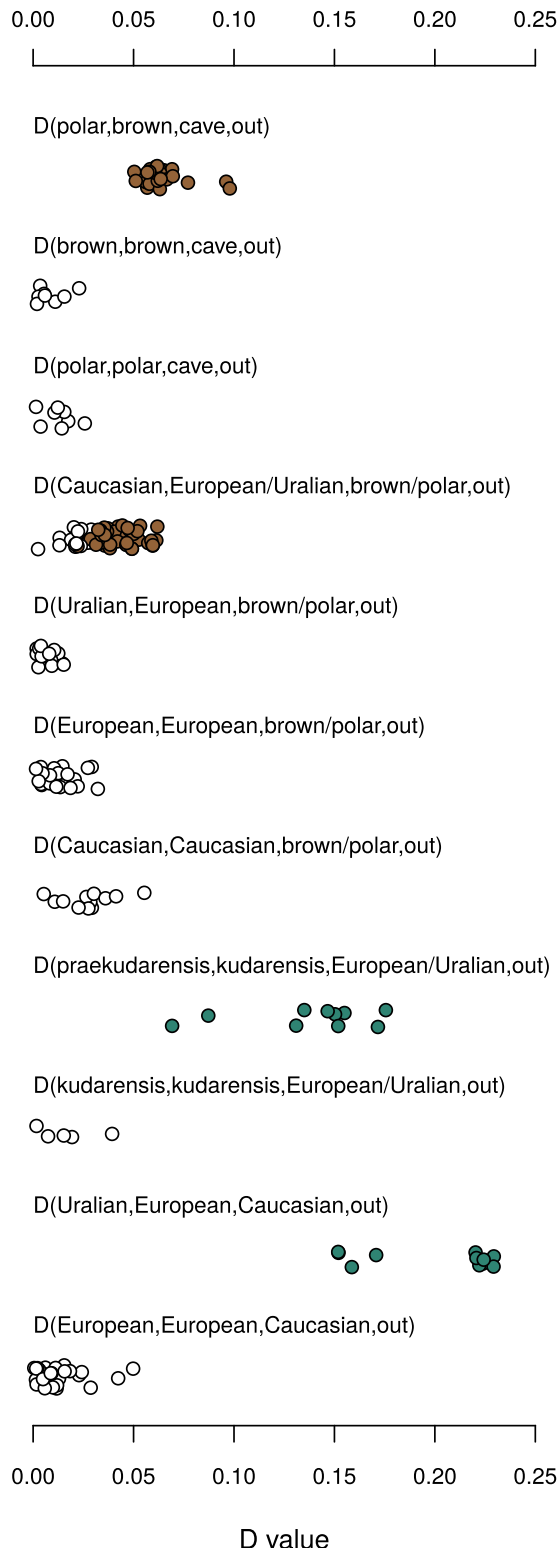 0.00 0.05 0.10 0.15 0.20 0.25
D(polar,brown,cave,out)
D(brown,brown,cave,out)
D(polar,polar,cave,out)
D(Caucasian,European/Uralian,brown/polar,out)
D(Uralian,European,brown/polar,out)
D(European,European,brown/polar,out)
D(Caucasian,Caucasian,brown/polar,out)
D(praekudarensis,kudarensis,European/Uralian,out)
D(kudarensis,kudarensis,European/Uralian,out)
D(Uralian,European,Caucasian,out)
D(European,European,Caucasian,out)
0.00 0.05 0.10 0.15 0.20 0.25
D value